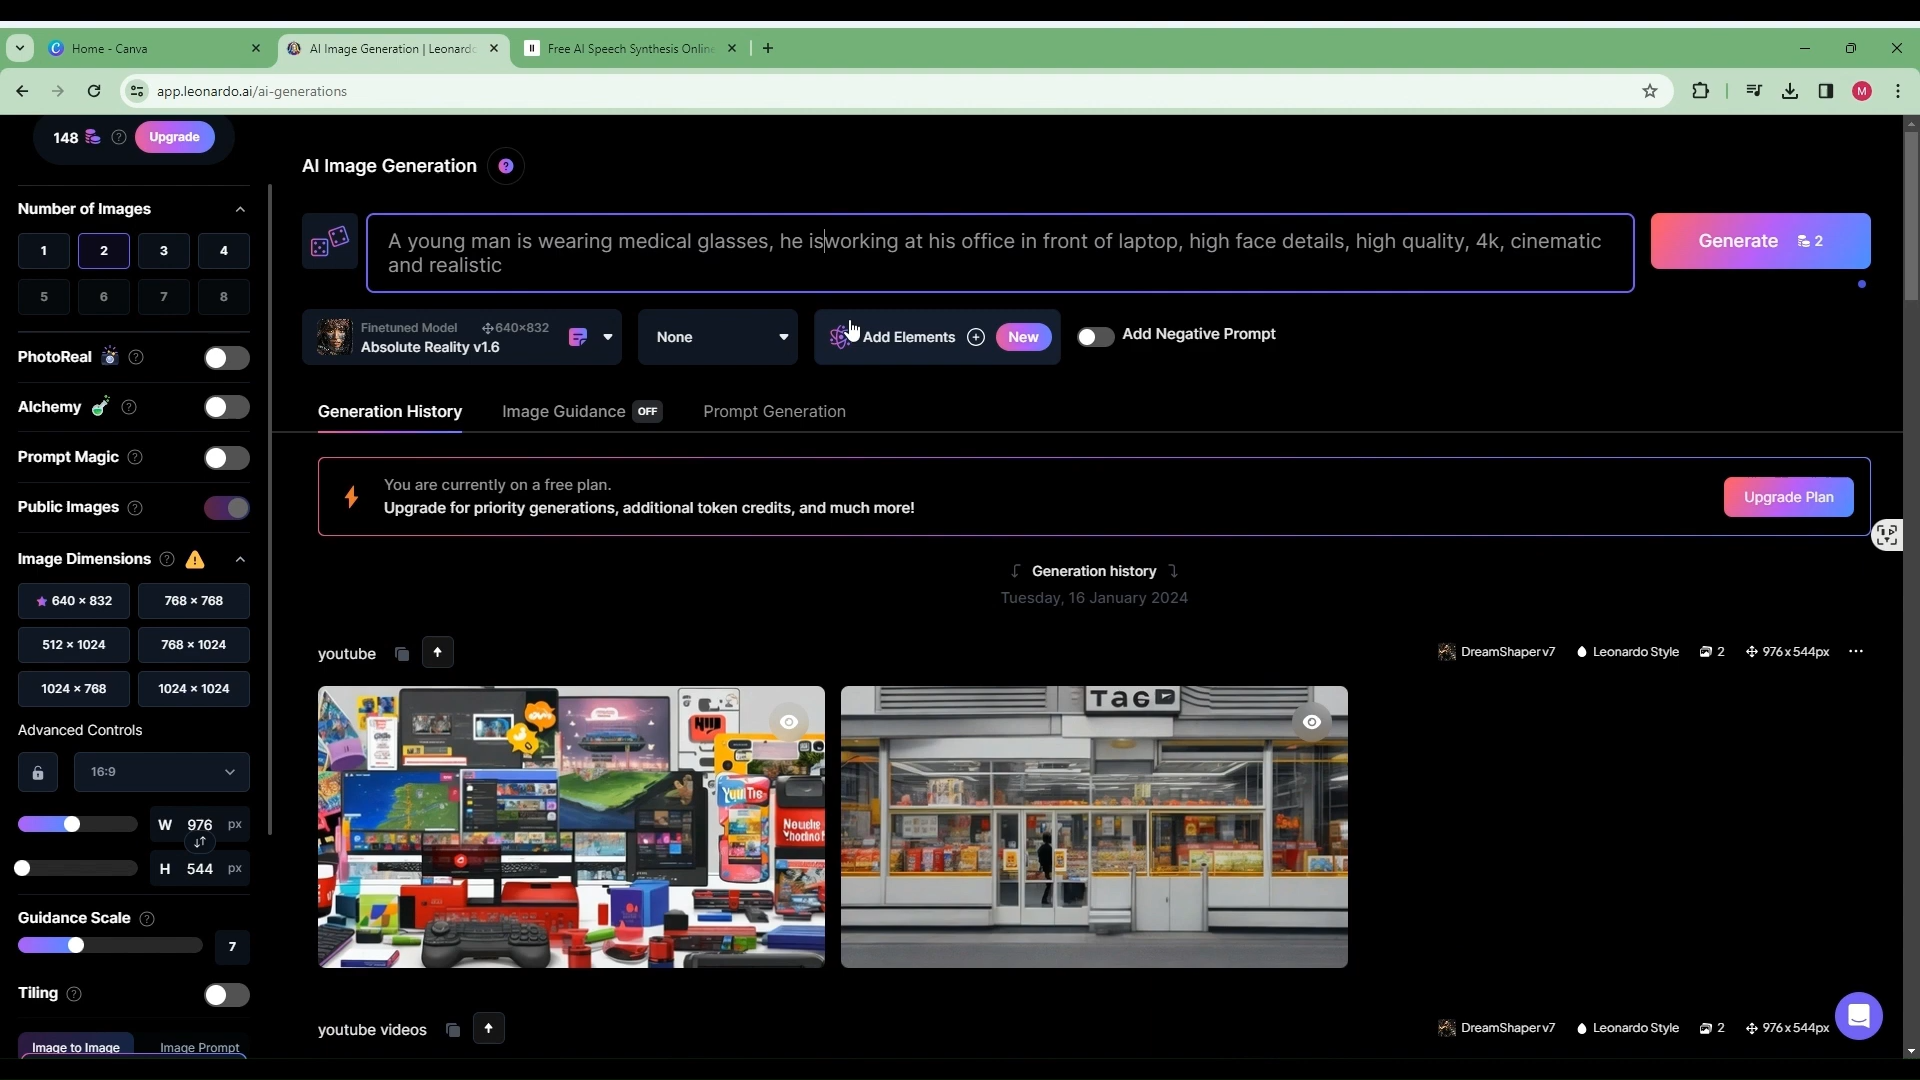 Home - Canva
AI Image Generation | Leonardo
Free AI Speech Synthesis Online
app.leonardo.ai/ai-generations
M
148
Upgrade
AI Image Generation
Number of Images
1 2 3 4
5 6 7 8
A young man is wearing medical glasses, he isworking at his office in front of laptop, high face details, high quality, 4k, cinematic
and realistic
Generate 2
Finetuned Model 640×832
Absolute Reality v1.6
None
Add Elements New
Add Negative Prompt
PhotoReal
Alchemy
Prompt Magic
Public Images
Generation History
Image Guidance OFF
Prompt Generation
You are currently on a free plan.
Upgrade for priority generations, additional token credits, and much more!
Upgrade Plan
Image Dimensions
640 × 832 768 × 768
512 × 1024 768 × 1024
1024 × 768 1024 × 1024
Generation history
Tuesday, 16 January 2024
youtube
DreamShaper v7 Leonardo Style 2 976 x 544px
TAG
Advanced Controls
16:9
W 976 px
H 544 px
Guidance Scale
7
Tiling
Image to Image Image Prompt
youtube videos
DreamShaper v7 Leonardo Style 2 976 x 544px